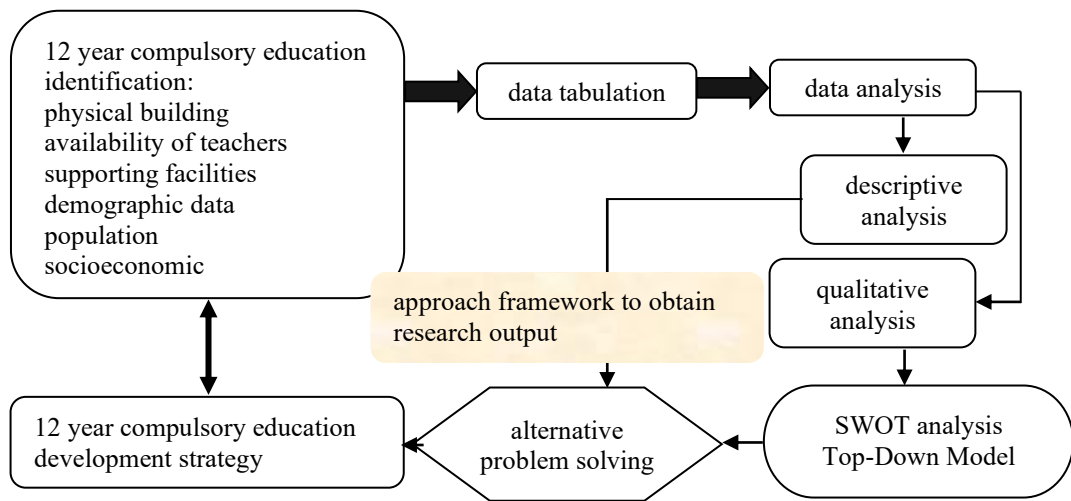 12 year compulsory education
identification:
physical building
availability of teachers
supporting facilities
demographic data
population
socioeconomic
data tabulation
data analysis
descriptive
analysis
qualitative
analysis
approach framework to obtain
research output
SWOT analysis
Top-Down Model
alternative
problem solving
12 year compulsory education
development strategy